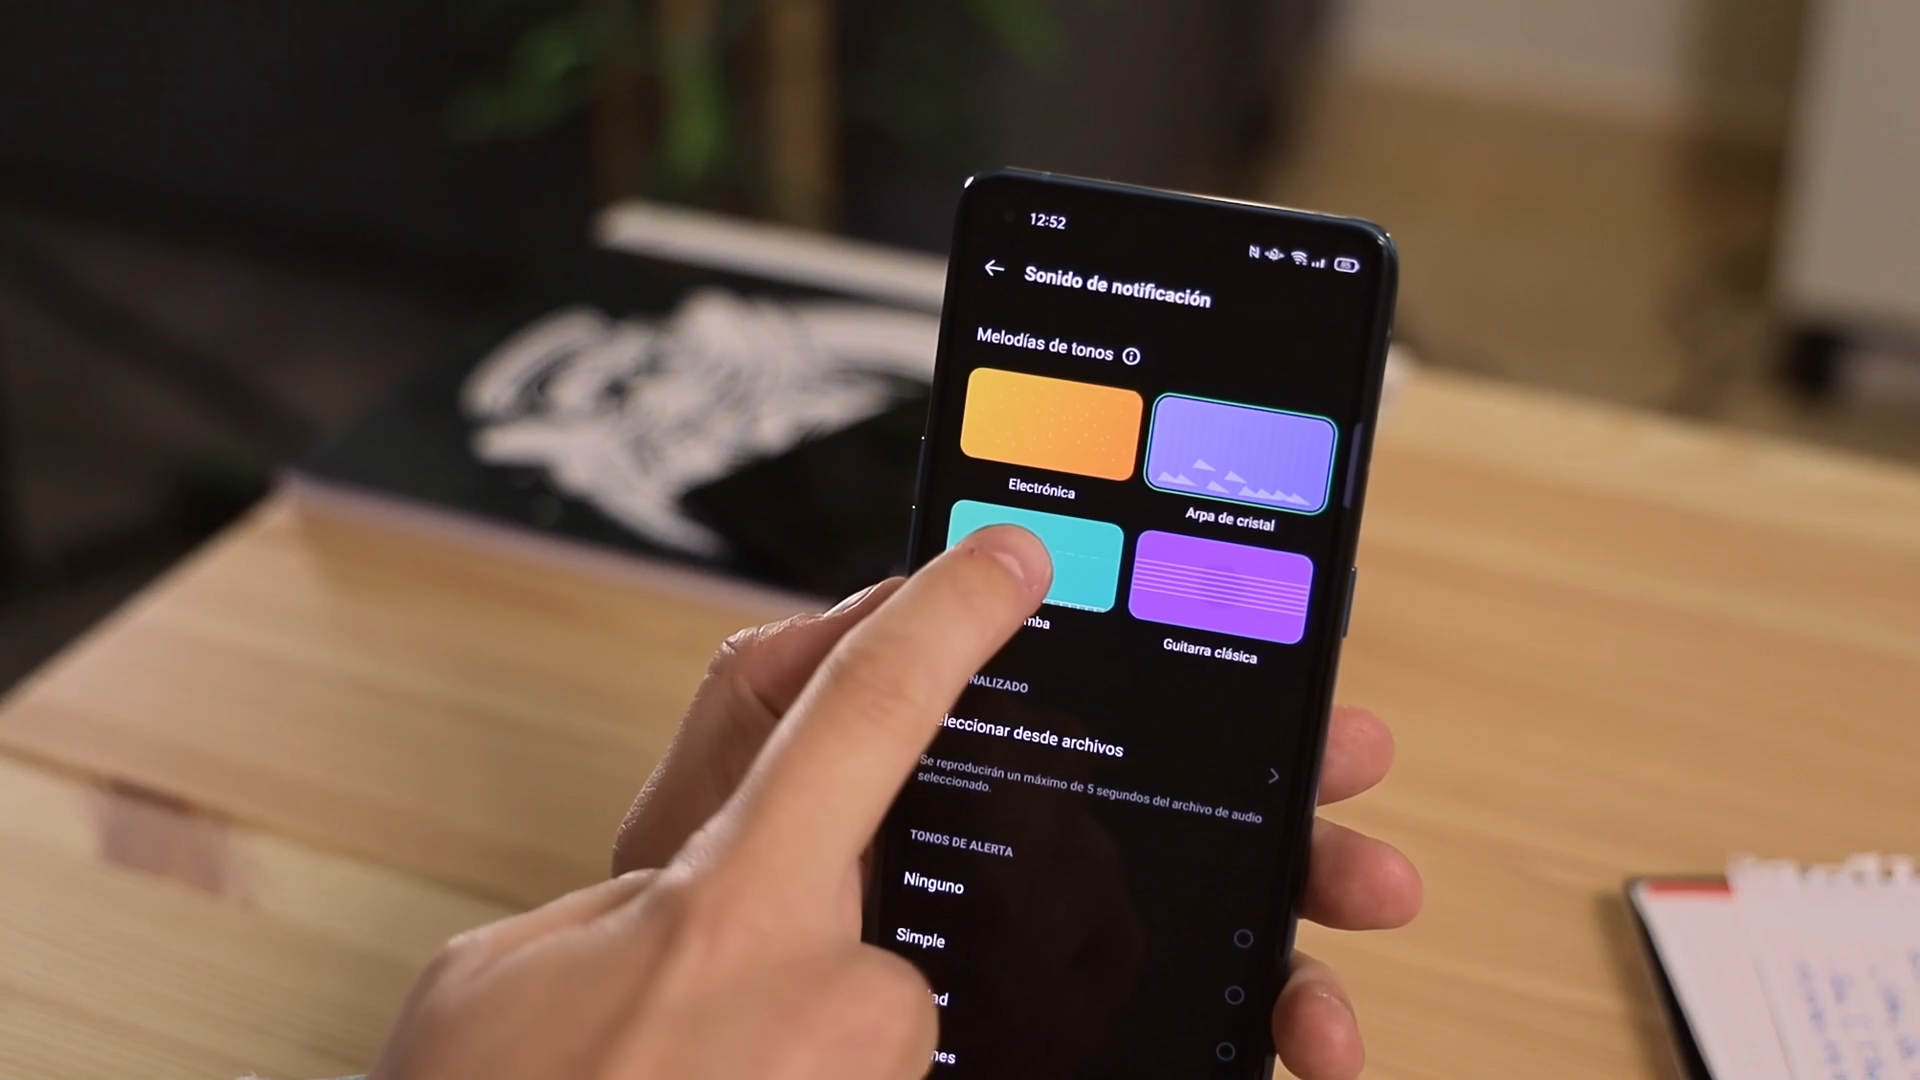 12:52
Sonido de notificación
Melodías de tonos
Electrónica
Arpa de cristal
Guitarra clásica
desde archivos
Se reproducirán un máximo de 5 segundos del archivo de audio
seleccionado.
TONOS DE ALERTA
Ninguno
Simple